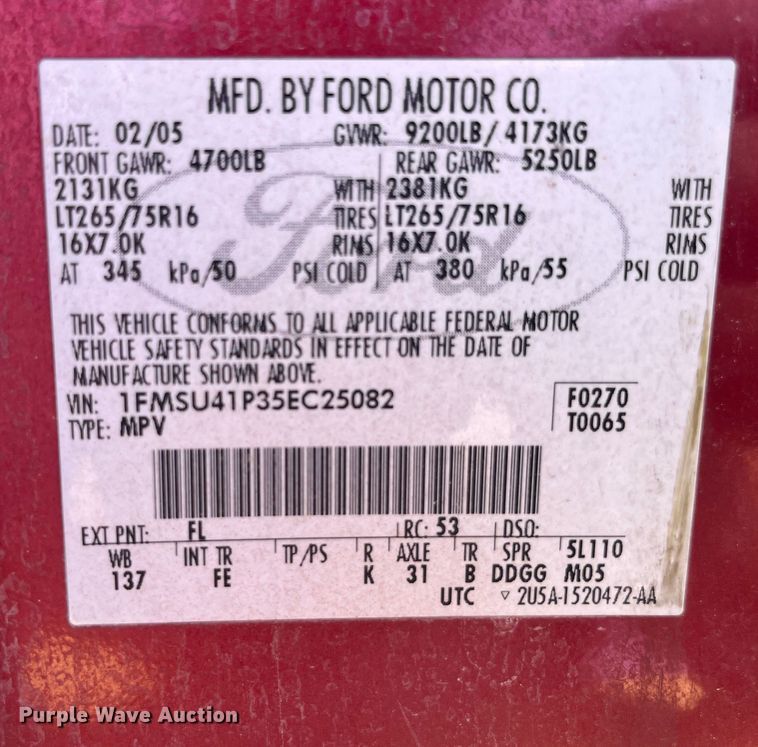 MFD. BY FORD MOTOR CO.
DATE: 02/05 GVWR: 9200LB/ 4173KG
FRONT GAWR: 4700LB REAR GAWR: 5250LB
2131KG WITH 2381KG WITH
LT265/75R16 TIRES LT265/75R16 TIRES
16X7.0K RIMS 16X7.0K RIMS
AT 345 kPa/50 PSI COLD AT 380 kPa/55 PSI COLD
Ford
THIS VEHICLE CONFORMS TO ALL APPLICABLE FEDERAL MOTOR
VEHICLE SAFETY STANDARDS IN EFFECT ON THE DATE OF
MANUFACTURE SHOWN ABOVE.
VIN: 1FMSU41P35EC25082 F0270
TYPE: MPV T0065
EXT PNT: FL RC: 53 DSO:
WB INT TR TP/PS R AXLE TR SPR 5L110
137 FE K 31 B DDGG M05
UTC ▽ 2U5A-1520472-AA
Purple Wave Auction